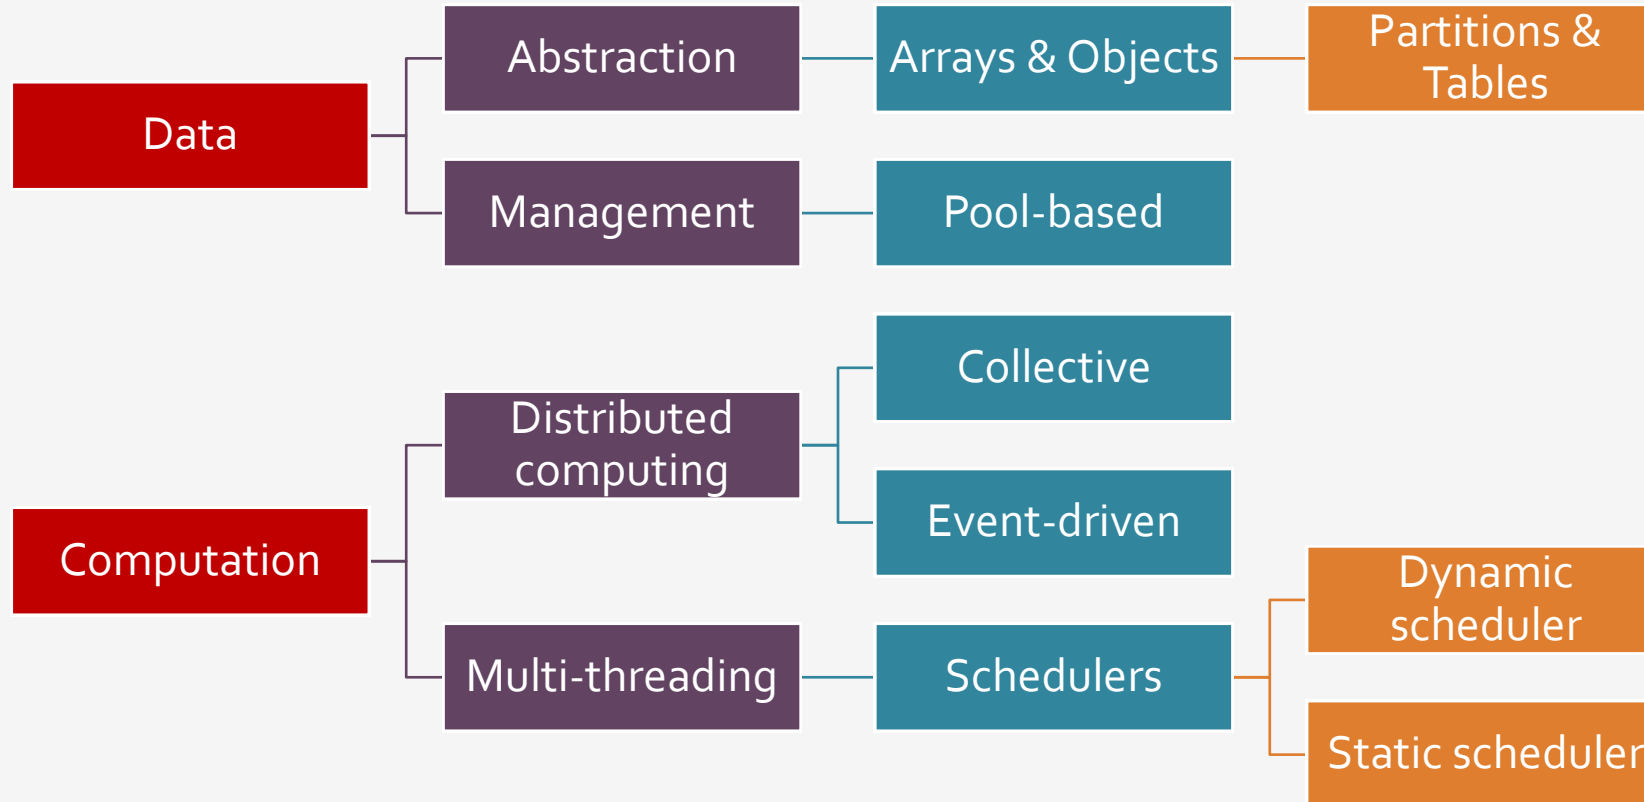 Data
Abstraction
Arrays & Objects
Partitions &
Tables
Management
Pool-based
Computation
Distributed
computing
Collective
Event-driven
Multi-threading
Schedulers
Dynamic
scheduler
Static scheduler